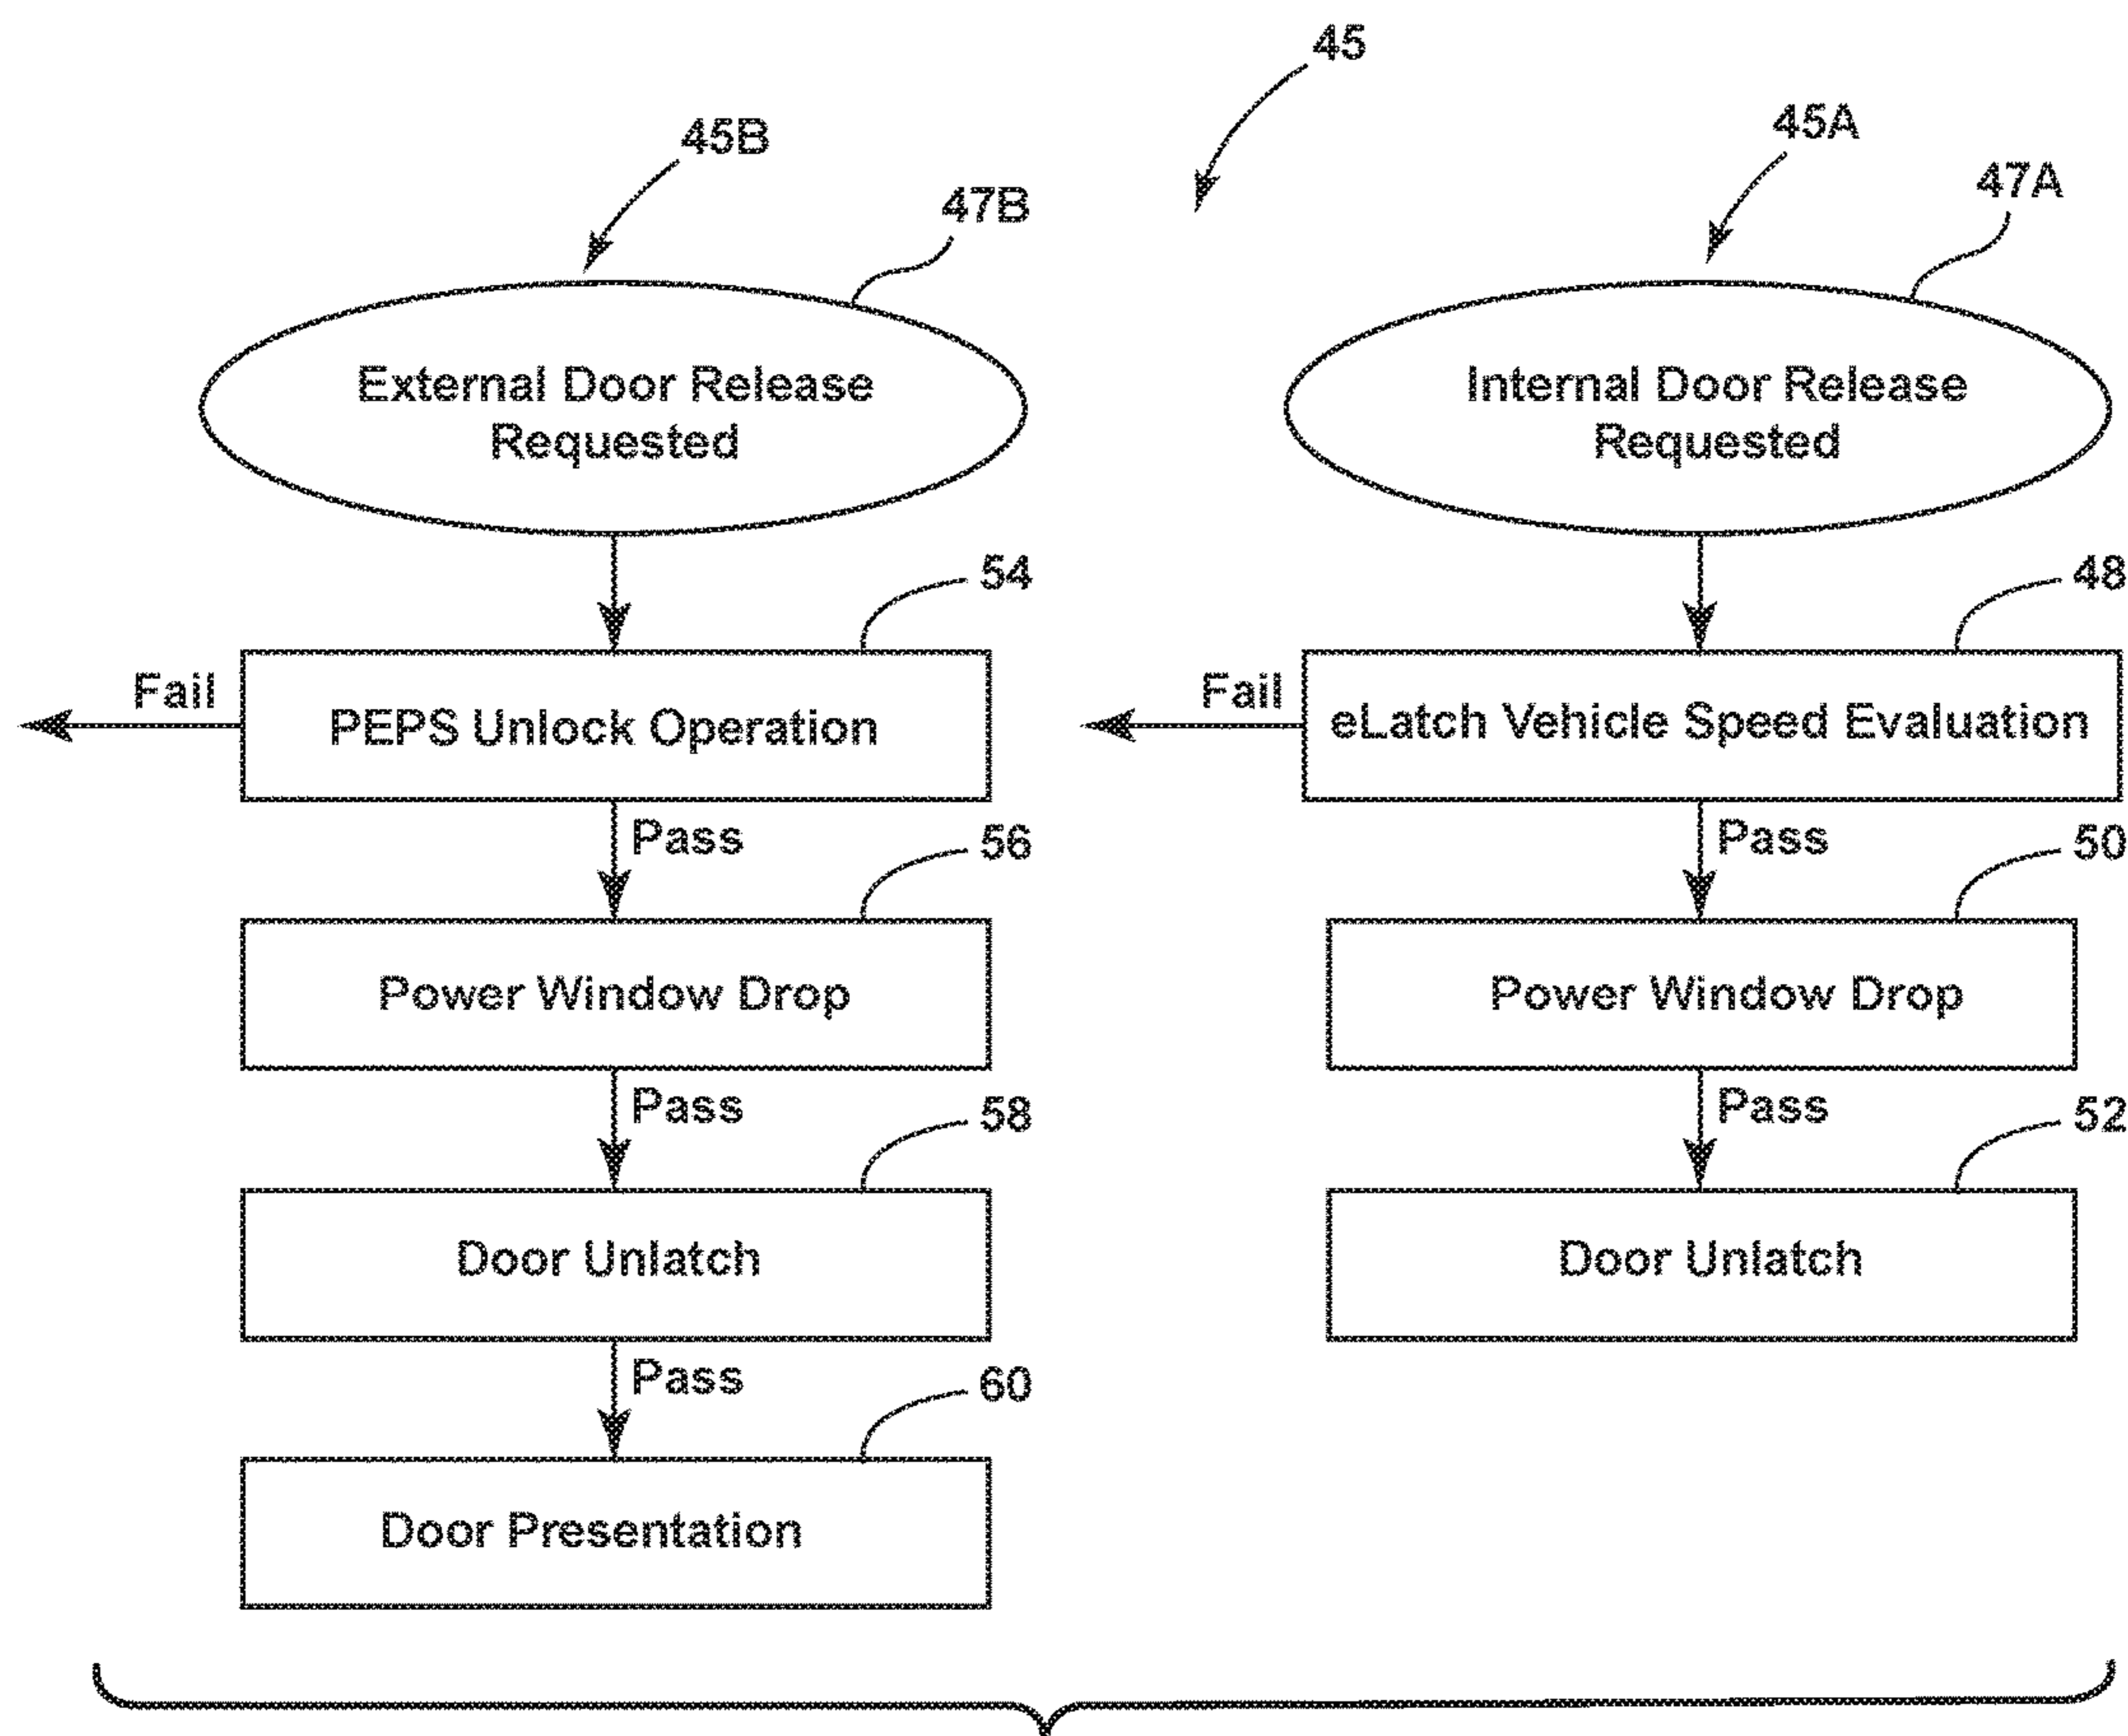 45
45B
45A
47B
47A
External Door Release
Requested
Internal Door Release
Requested
54
48
Fail
PEPS Unlock Operation
Fail
eLatch Vehicle Speed Evaluation
Pass
56
Pass
50
Power Window Drop
Power Window Drop
Pass
58
Pass
52
Door Unlatch
Door Unlatch
Pass
60
Door Presentation